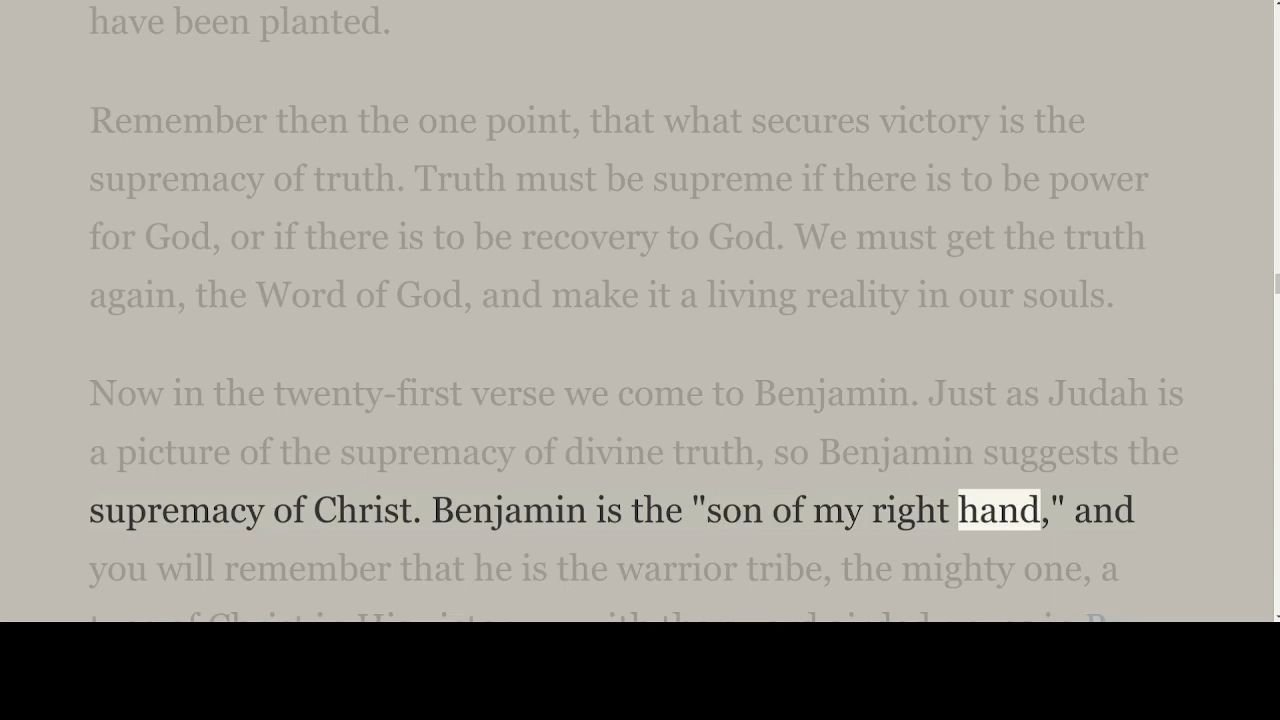 have been planted.
Remember then the one point, that what secures victory is the
supremacy of truth. Truth must be supreme if there is to be power
for God, or if there is to be recovery to God. We must get the truth
again, the Word of God, and make it a living reality in our souls.
Now in the twenty-first verse we come to Benjamin. Just as Judah is
a picture of the supremacy of divine truth, so Benjamin suggests the
supremacy of Christ. Benjamin is the "son of my right hand," and
you will remember that he is the warrior tribe, the mighty one, a
of Christ in